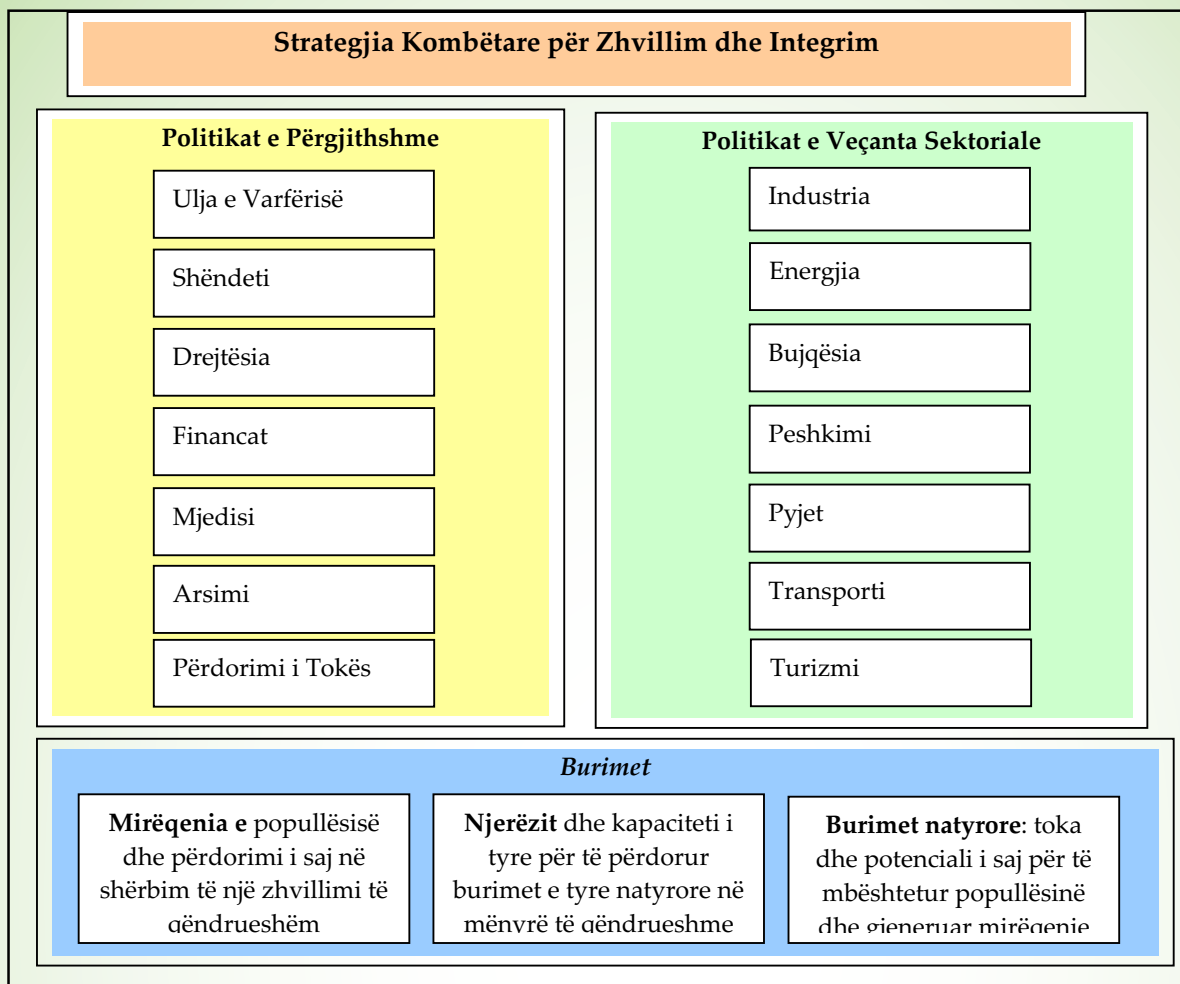 Strategjia Kombëtare për Zhvillim dhe Integrim
Politikat e Përgjithshme
Ulja e Varfërisë
Shëndeti
Drejtësia
Financat
Mjedisi
Arsimi
Përdorimi i Tokës
Politikat e Veçanta Sektoriale
Industria
Energjia
Bujqësia
Peshkimi
Pyjet
Transporti
Turizmi
Burimet
Mirëqenia e popullësisë
dhe përdorimi i saj në
shërbim të një zhvillimi të
qëndrueshëm
Njerëzit dhe kapaciteti i
tyre për të përdorur
burimet e tyre natyrore në
mënyrë të qëndrueshme
Burimet natyrore: toka
dhe potenciali i saj për të
mbështetur popullësinë
dhe gjeneruar mirëqenje